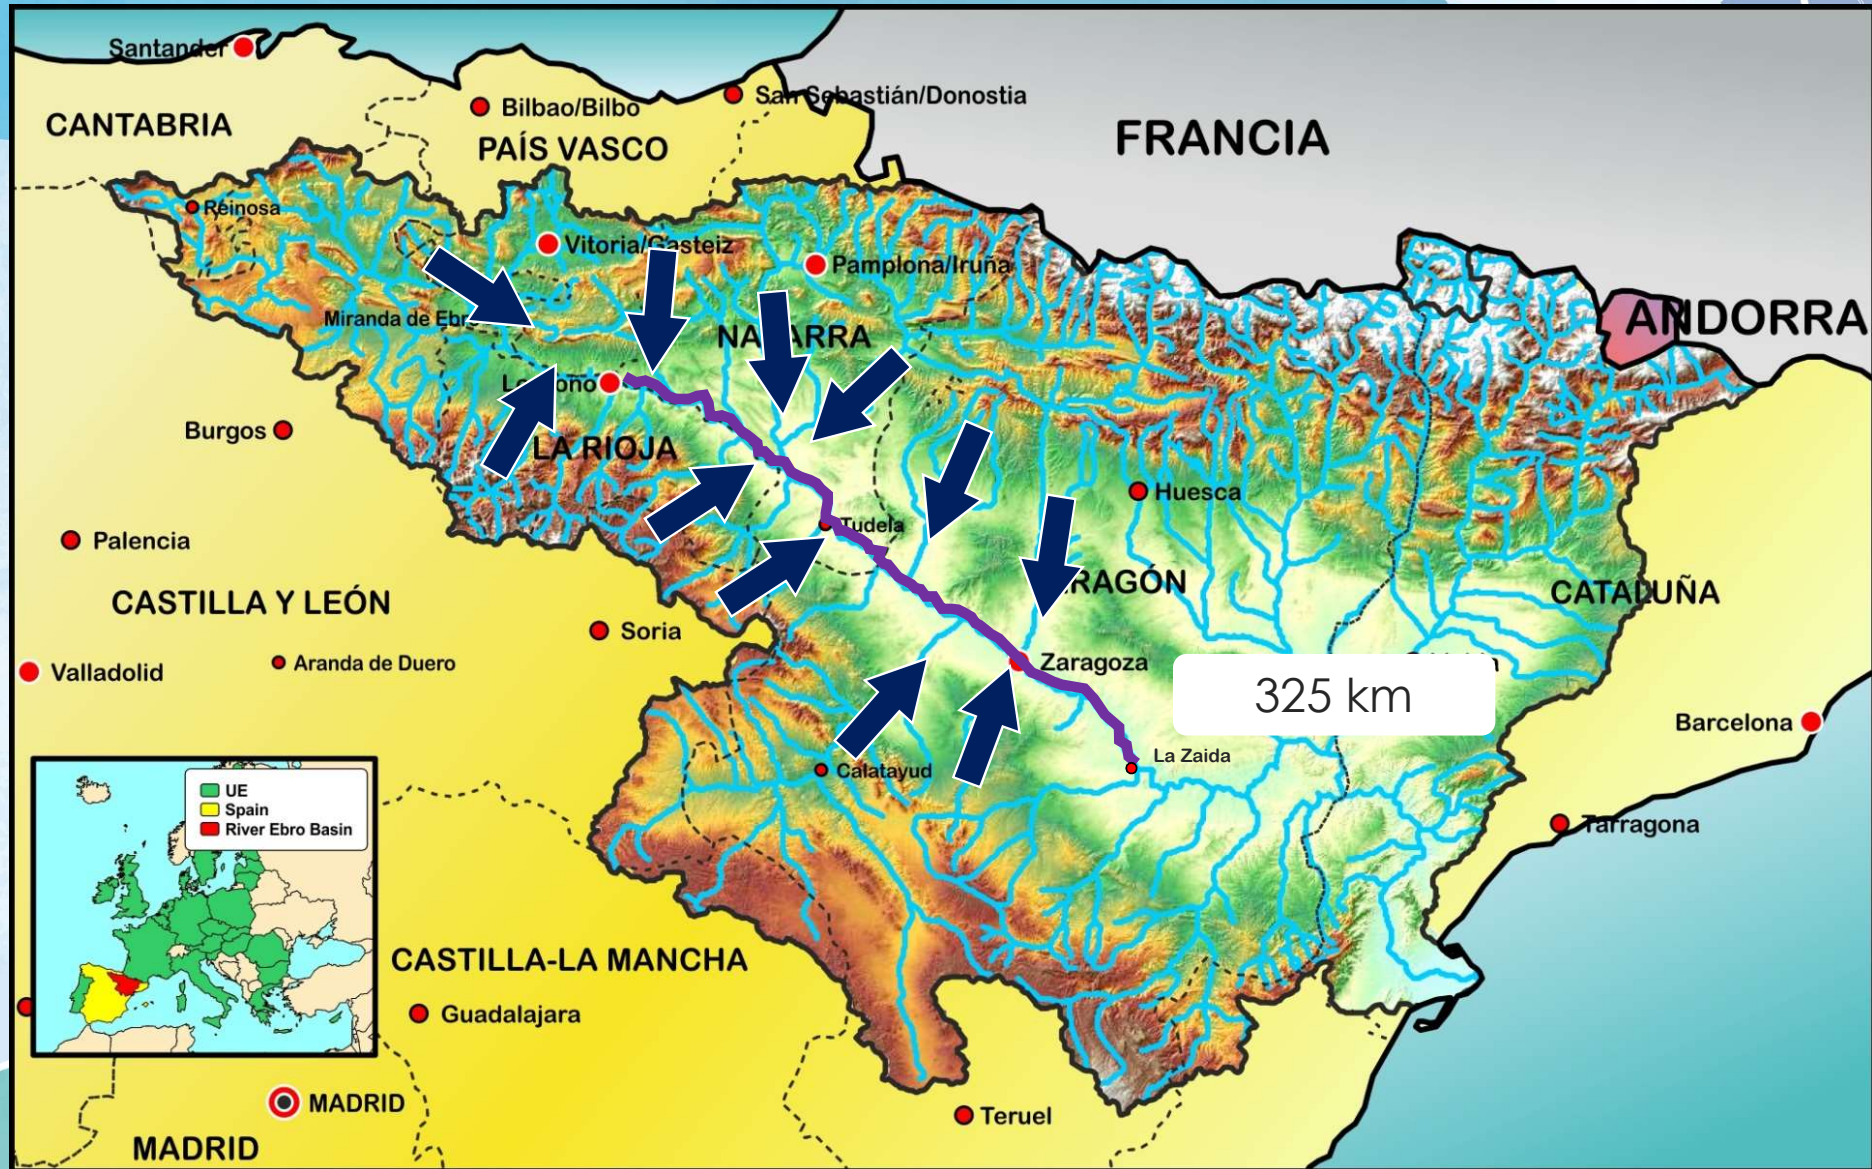 Santander
CANTABRIA
Bilbao/Bilbo
PAÍS VASCO
San Sebastián/Donostia
FRANCIA
Reinosa
Vitoria/Gasteiz
Pamplona/Iruña
ANDORRA
Miranda de Ebro
NAVARRA
Logroño
LA RIOJA
Burgos
Huesca
Palencia
Tudela
CASTILLA Y LEÓN
ARAGÓN
CATALUÑA
Soria
Valladolid
Aranda de Duero
Zaragoza
325 km
Barcelona
La Zaida
Calatayud
UE
Spain
River Ebro Basin
Tarragona
CASTILLA-LA MANCHA
Guadalajara
MADRID
Teruel
MADRID